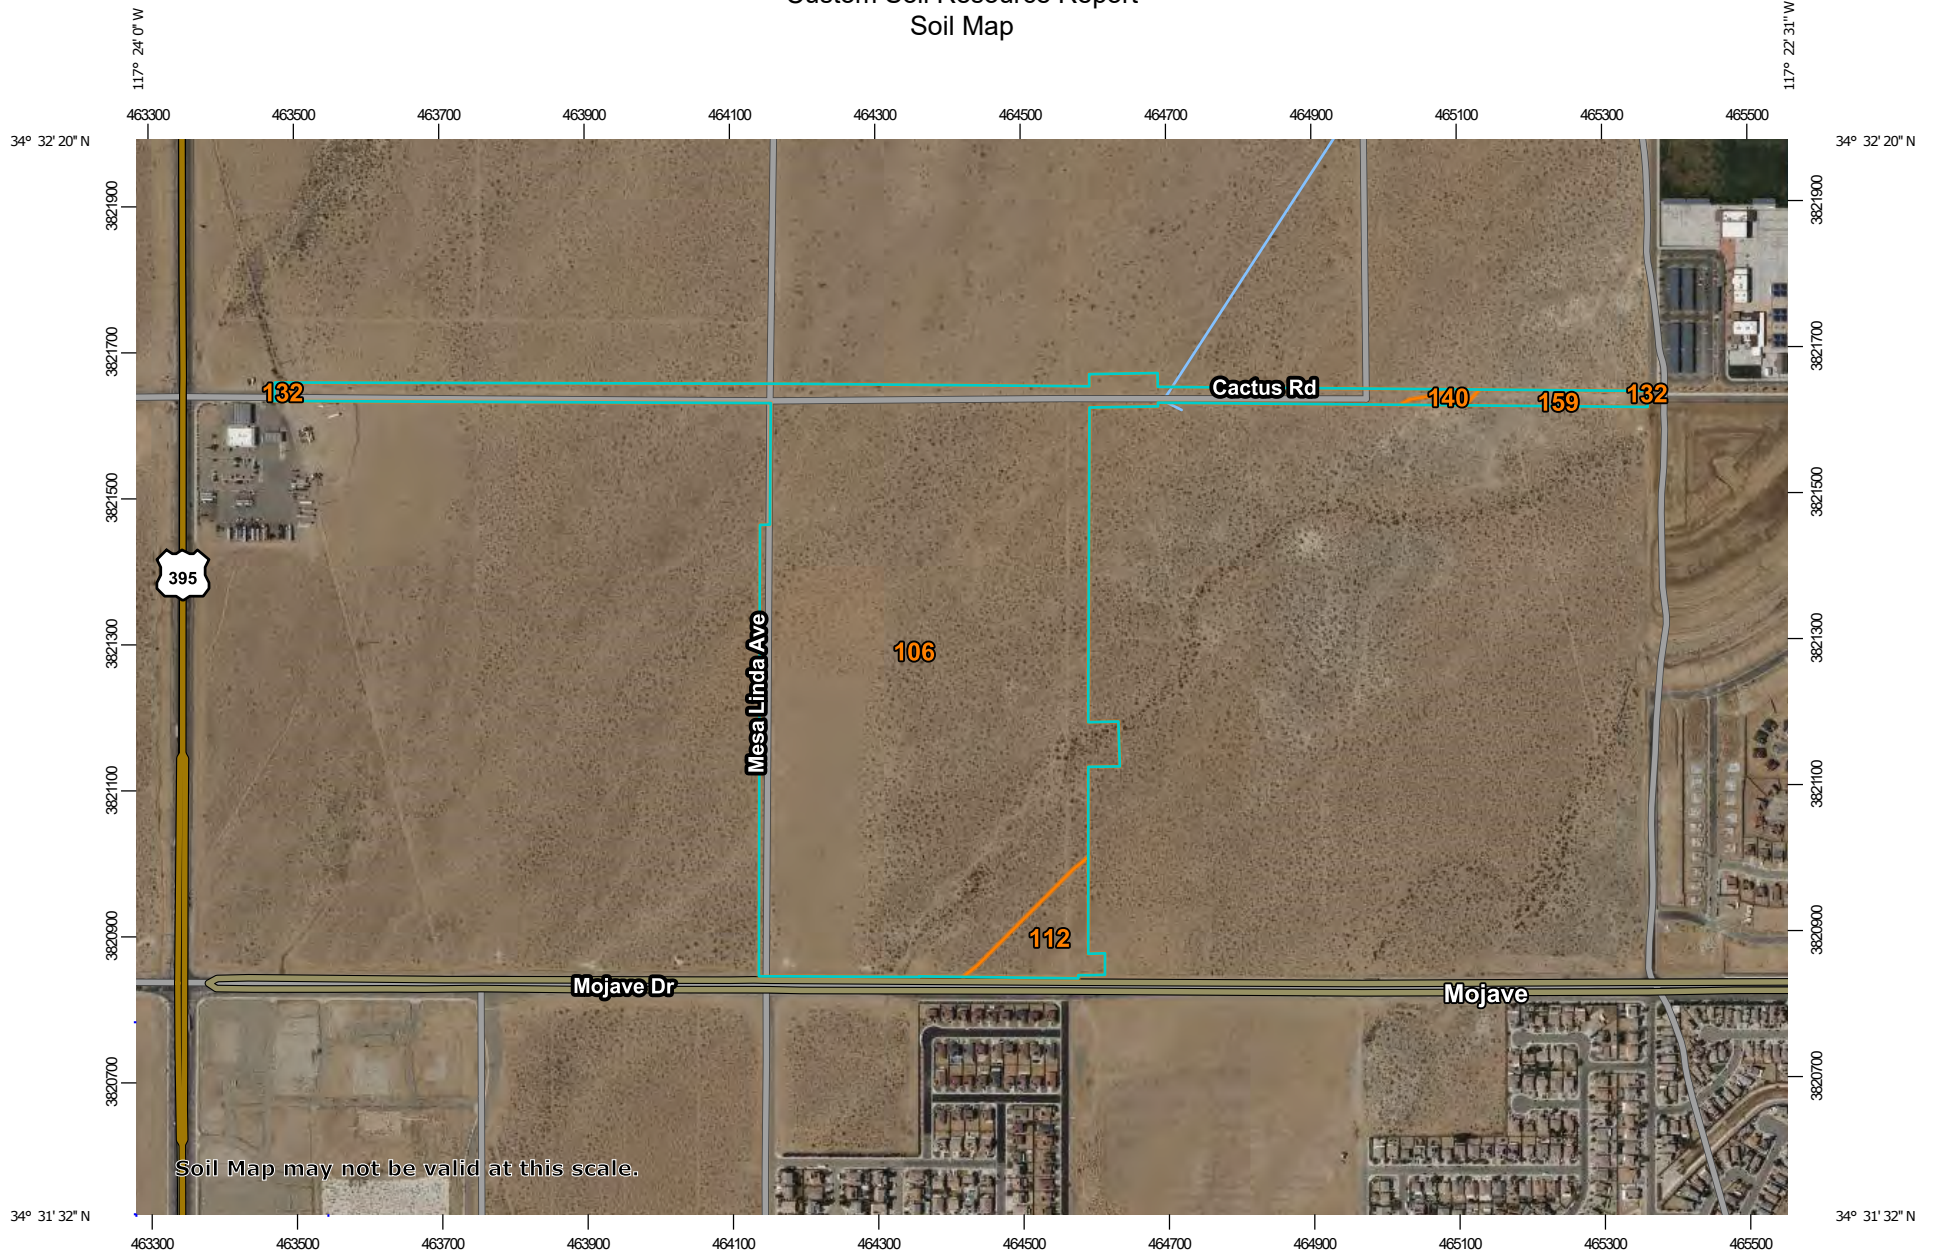 Custom Soil Resource Report
Soil Map
117° 24' 0" W
117° 22' 31" W
463300 463500 463700 463900 464100 464300 464500 464700 464900 465100 465300 465500
34° 32' 20" N
34° 32' 20" N
3821900
3821900
3821700
3821700
132
Cactus Rd
140
159
132
3821500
3821500
395
3821300
3821300
Mesa Linda Ave
106
3821100
3821100
3820900
3820900
112
Mojave Dr
Mojave
3820700
3820700
Soil Map may not be valid at this scale.
34° 31' 32" N
34° 31' 32" N
463300 463500 463700 463900 464100 464300 464500 464700 464900 465100 465300 465500